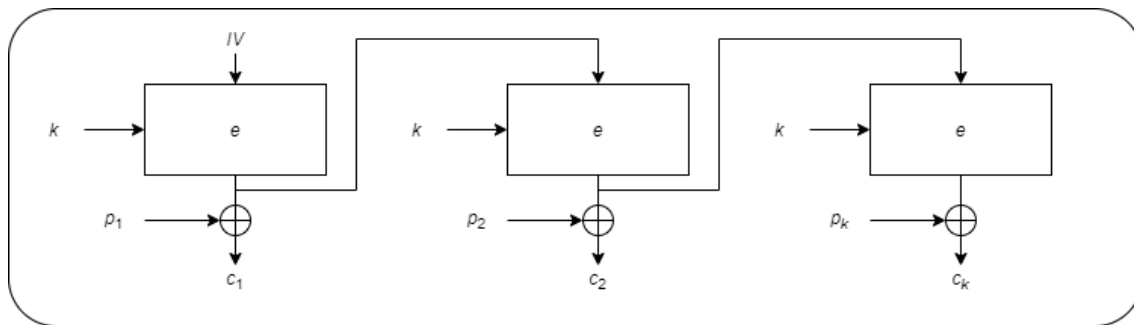 IV
k e k e k e
p₁ p₂ pₖ
c₁ c₂ cₖ